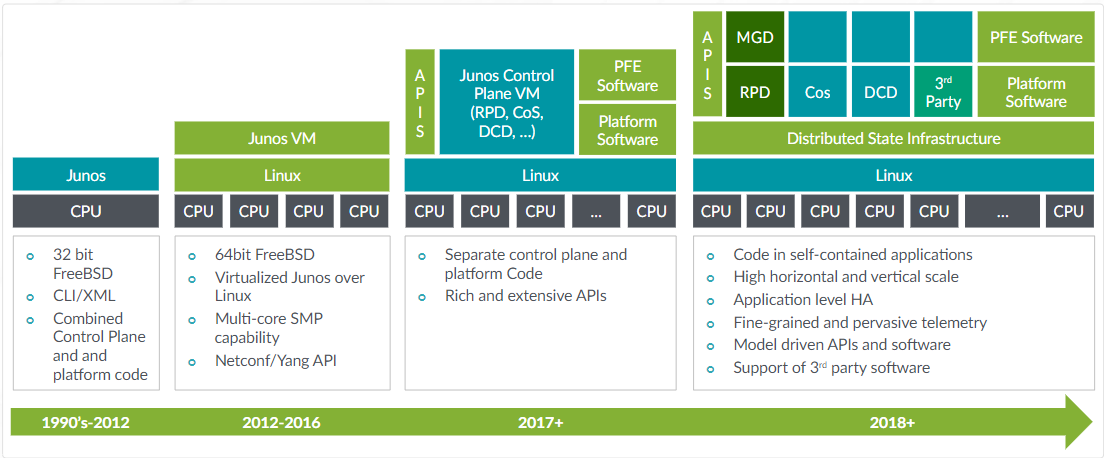 Junos
CPU
32 bit
FreeBSD
CLI/XML
Combined
Control Plane
and and
platform code
1990's-2012
Junos VM
Linux
CPU CPU CPU CPU
64bit FreeBSD
Virtualized Junos over
Linux
Multi-core SMP
capability
Netconf/Yang API
2012-2016
APIS
Junos Control
Plane VM
(RPD, CoS,
DCD, ...)
PFE
Software
Platform
Software
Linux
CPU CPU CPU ... CPU
Separate control plane and
platform Code
Rich and extensive APIs
2017+
APIS
MGD
PFE Software
RPD Cos DCD 3rd
Party
Platform
Software
Distributed State Infrastructure
Linux
CPU CPU CPU CPU CPU ... CPU
Code in self-contained applications
High horizontal and vertical scale
Application level HA
Fine-grained and pervasive telemetry
Model driven APIs and software
Support of 3rd party software
2018+